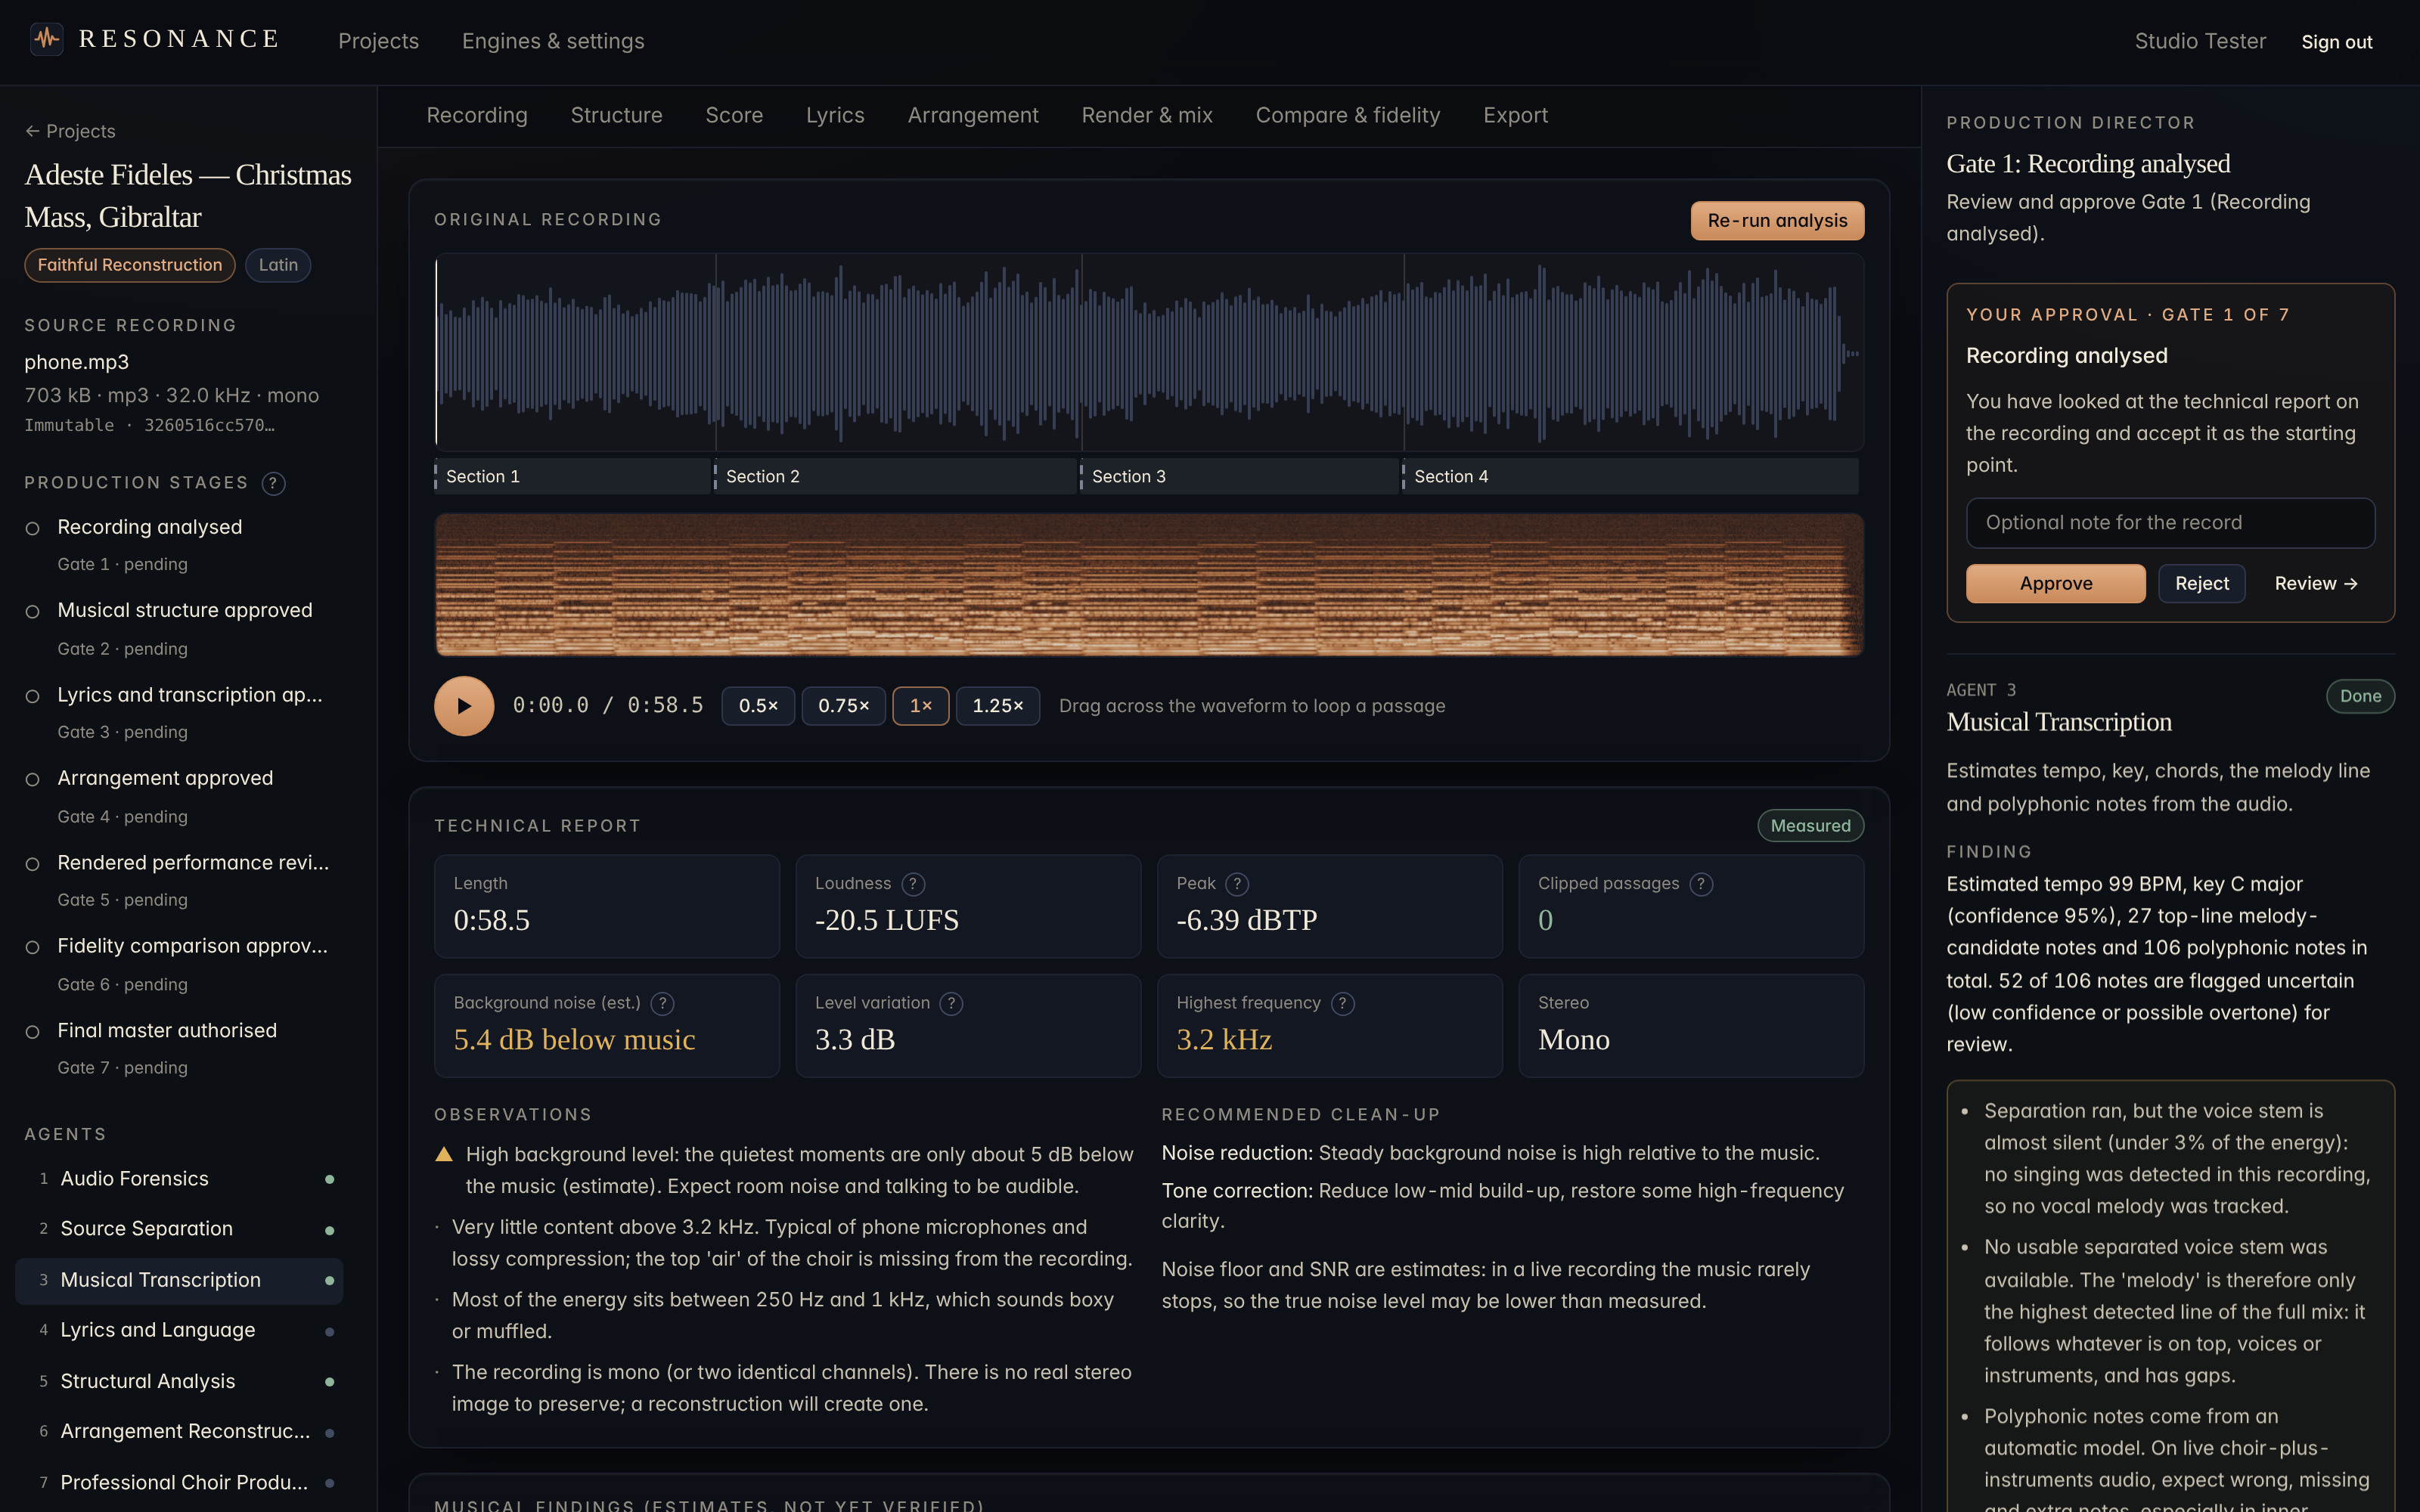 RESONANCE
Projects
Engines & settings
Studio Tester
Sign out
← Projects
Adeste Fideles — Christmas
Mass, Gibraltar
Faithful Reconstruction
Latin
SOURCE RECORDING
phone.mp3
703 kB · mp3 · 32.0 kHz · mono
Immutable · 3260516cc570…
PRODUCTION STAGES ?
Recording analysed
Gate 1 · pending
Musical structure approved
Gate 2 · pending
Lyrics and transcription ap...
Gate 3 · pending
Arrangement approved
Gate 4 · pending
Rendered performance revi...
Gate 5 · pending
Fidelity comparison approv...
Gate 6 · pending
Final master authorised
Gate 7 · pending
AGENTS
1 Audio Forensics
2 Source Separation
3 Musical Transcription
4 Lyrics and Language
5 Structural Analysis
6 Arrangement Reconstruc...
7 Professional Choir Produ...
Recording
Structure
Score
Lyrics
Arrangement
Render & mix
Compare & fidelity
Export
ORIGINAL RECORDING
Re-run analysis
Section 1
Section 2
Section 3
Section 4
0:00.0 / 0:58.5
0.5×
0.75×
1×
1.25×
Drag across the waveform to loop a passage
TECHNICAL REPORT
Measured
Length
0:58.5
Loudness ?
-20.5 LUFS
Peak ?
-6.39 dBTP
Clipped passages ?
0
Background noise (est.) ?
5.4 dB below music
Level variation ?
3.3 dB
Highest frequency ?
3.2 kHz
Stereo
Mono
OBSERVATIONS
High background level: the quietest moments are only about 5 dB below
the music (estimate). Expect room noise and talking to be audible.
· Very little content above 3.2 kHz. Typical of phone microphones and
lossy compression; the top 'air' of the choir is missing from the recording.
· Most of the energy sits between 250 Hz and 1 kHz, which sounds boxy
or muffled.
· The recording is mono (or two identical channels). There is no real stereo
image to preserve; a reconstruction will create one.
RECOMMENDED CLEAN-UP
Noise reduction: Steady background noise is high relative to the music.
Tone correction: Reduce low-mid build-up, restore some high-frequency
clarity.
Noise floor and SNR are estimates: in a live recording the music rarely
stops, so the true noise level may be lower than measured.
MUSICAL FINDINGS (ESTIMATES, NOT YET VERIFIED)
PRODUCTION DIRECTOR
Gate 1: Recording analysed
Review and approve Gate 1 (Recording
analysed).
YOUR APPROVAL · GATE 1 OF 7
Recording analysed
You have looked at the technical report on
the recording and accept it as the starting
point.
Optional note for the record
Approve
Reject
Review →
AGENT 3
Done
Musical Transcription
Estimates tempo, key, chords, the melody line
and polyphonic notes from the audio.
FINDING
Estimated tempo 99 BPM, key C major
(confidence 95%), 27 top-line melody-
candidate notes and 106 polyphonic notes in
total. 52 of 106 notes are flagged uncertain
(low confidence or possible overtone) for
review.
• Separation ran, but the voice stem is
almost silent (under 3% of the energy):
no singing was detected in this recording,
so no vocal melody was tracked.
• No usable separated voice stem was
available. The 'melody' is therefore only
the highest detected line of the full mix: it
follows whatever is on top, voices or
instruments, and has gaps.
• Polyphonic notes come from an
automatic model. On live choir-plus-
instruments audio, expect wrong, missing
and extra notes, especially in inner